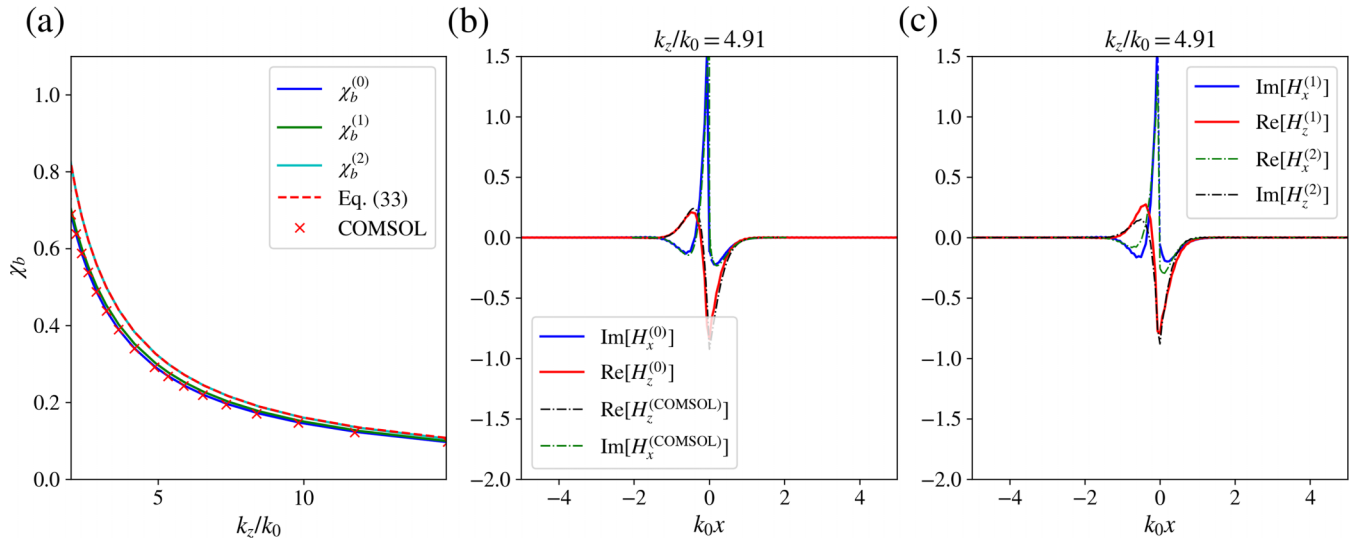 (a)
χ_b^{(0)}
χ_b^{(1)}
χ_b^{(2)}
Eq. (33)
COMSOL
1.0
0.8
0.6
0.4
0.2
0.0
χ_b
5
10
k_z/k_0
(b)
k_z/k_0 = 4.91
1.5
1.0
0.5
0.0
−0.5
−1.0
−1.5
−2.0
Im[H_x^{(0)}]
Re[H_z^{(0)}]
Re[H_z^{(COMSOL)}]
Im[H_x^{(COMSOL)}]
−4
−2
0
2
4
k_0x
(c)
k_z/k_0 = 4.91
Im[H_x^{(1)}]
Re[H_z^{(1)}]
Re[H_x^{(2)}]
Im[H_z^{(2)}]
1.5
1.0
0.5
0.0
−0.5
−1.0
−1.5
−2.0
−4
−2
0
2
4
k_0x